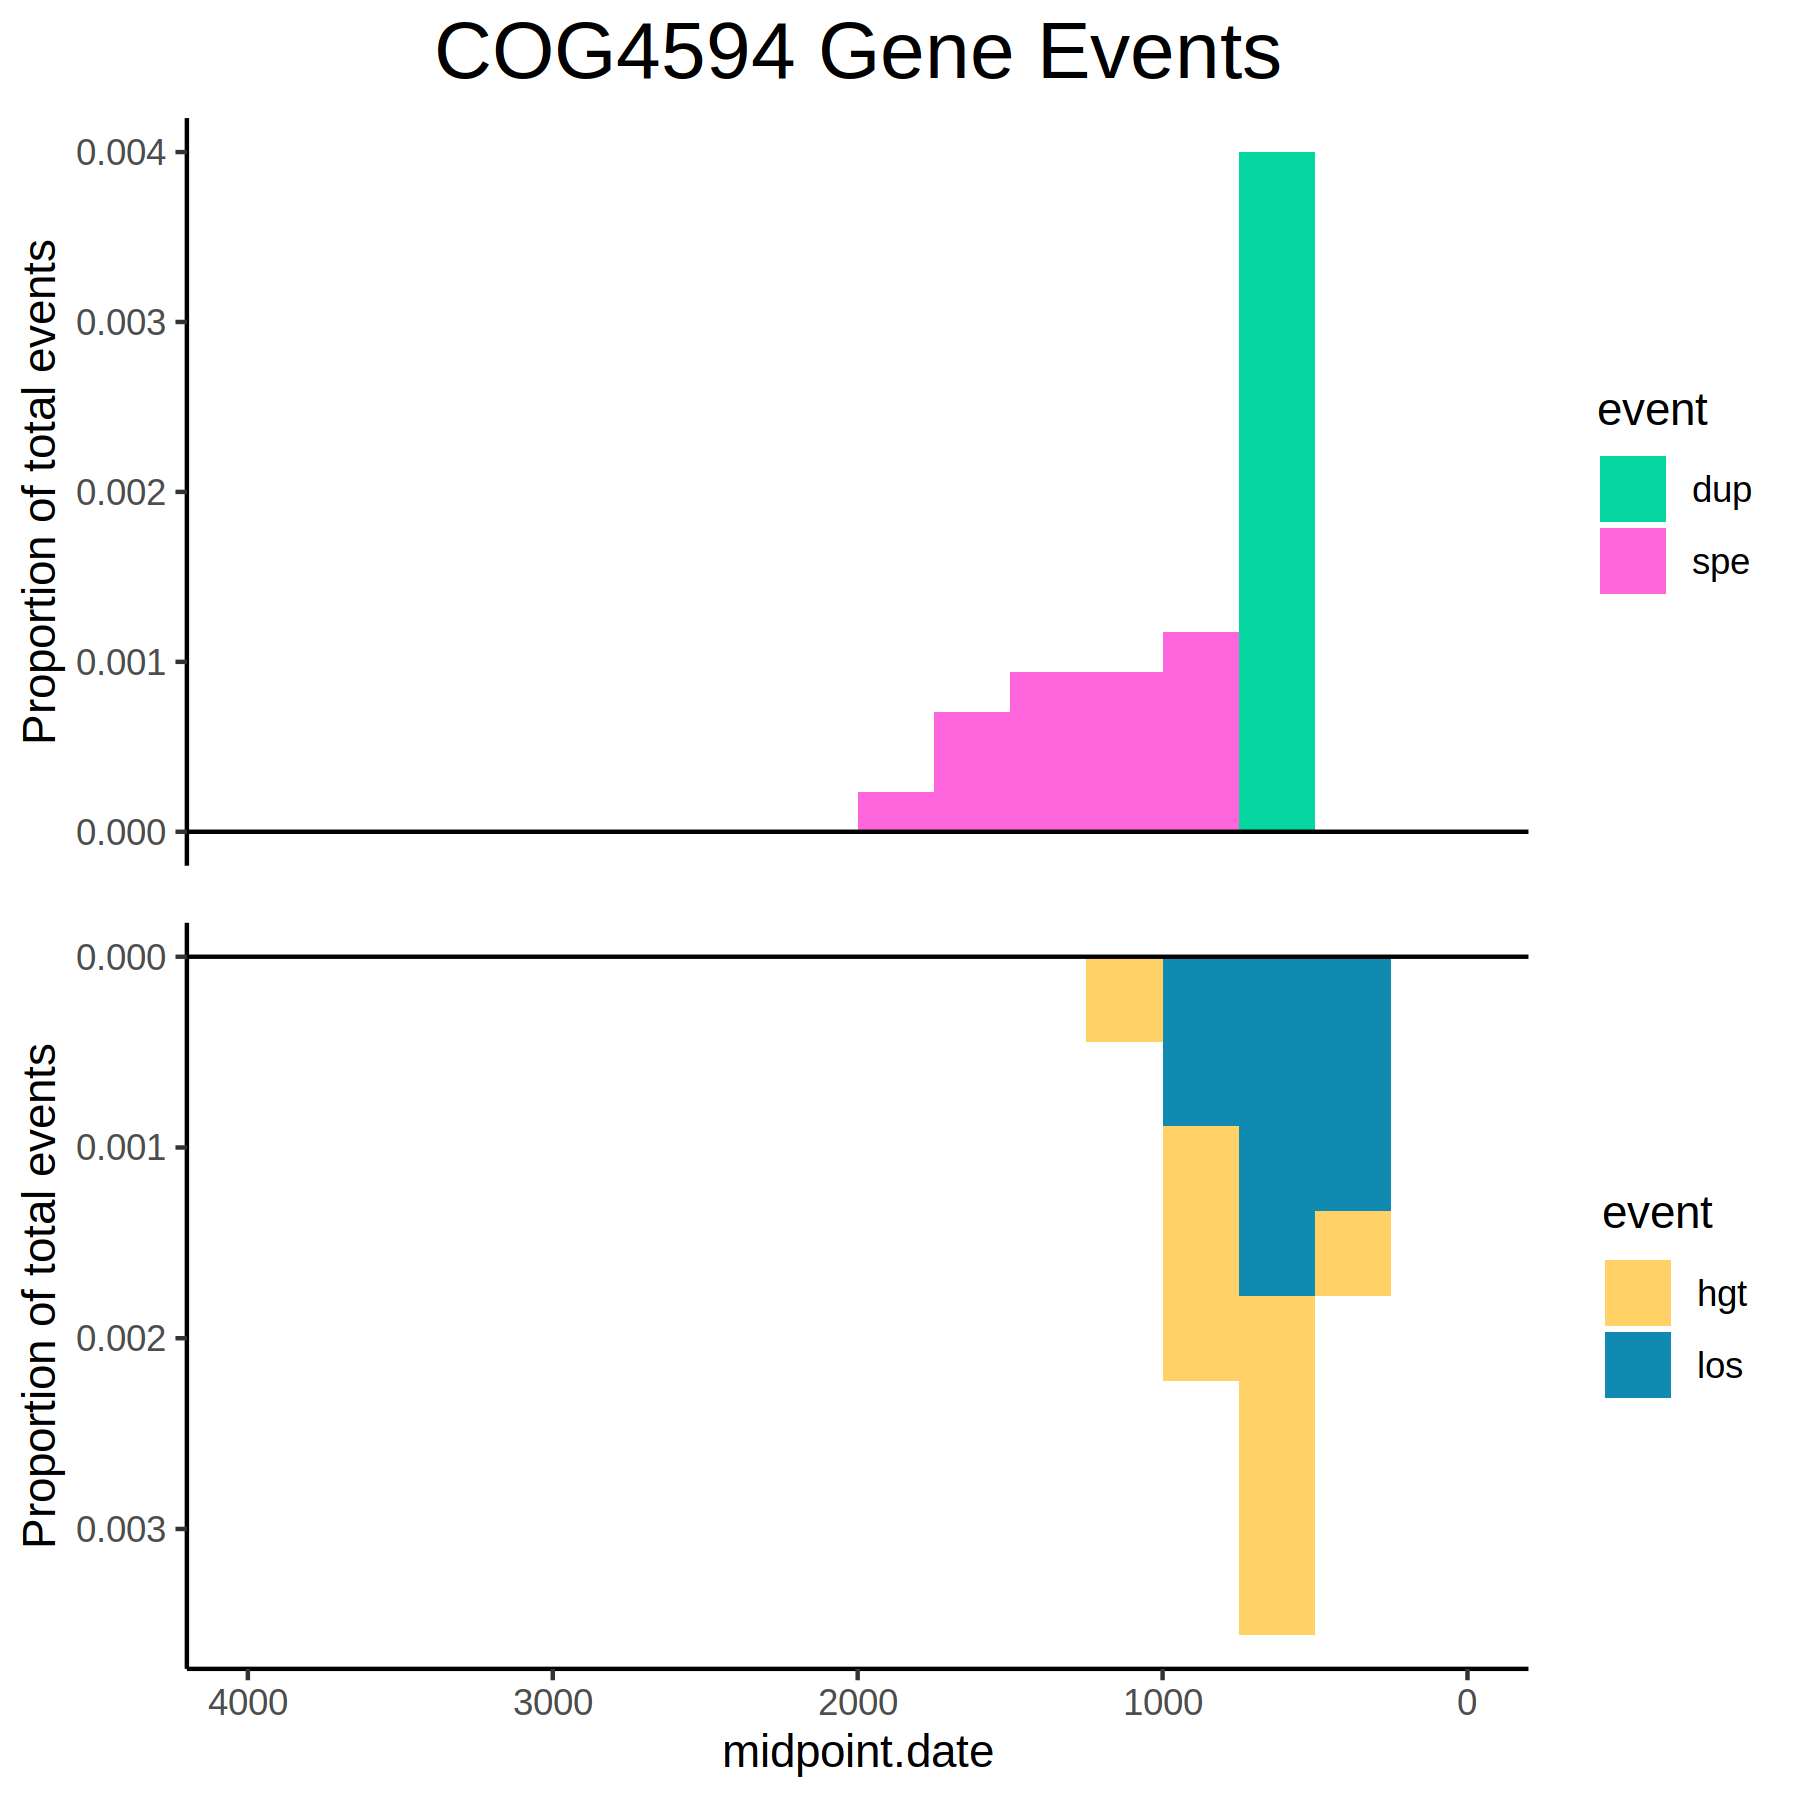 COG4594 Gene Events
Proportion of total events
0.004
0.003
0.002
0.001
0.000
event
dup
spe
Proportion of total events
0.000
0.001
0.002
0.003
event
hgt
los
4000 3000 2000 1000 0
midpoint.date